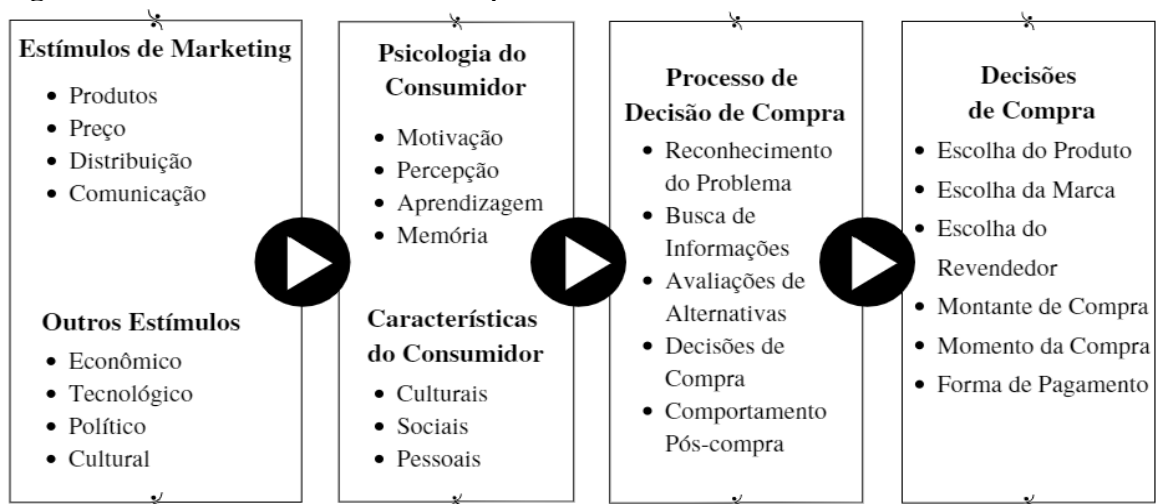 Estímulos de Marketing
• Produtos
• Preço
• Distribuição
• Comunicação
Outros Estímulos
• Econômico
• Tecnológico
• Político
• Cultural
Psicologia do
Consumidor
• Motivação
• Percepção
• Aprendizagem
• Memória
Características
do Consumidor
• Culturais
• Sociais
• Pessoais
Processo de
Decisão de Compra
• Reconhecimento
do Problema
• Busca de
Informações
• Avaliações de
Alternativas
• Decisões de
Compra
• Comportamento
Pós-compra
Decisões
de Compra
• Escolha do Produto
• Escolha da Marca
• Escolha do
Revendedor
• Montante de Compra
• Momento da Compra
• Forma de Pagamento